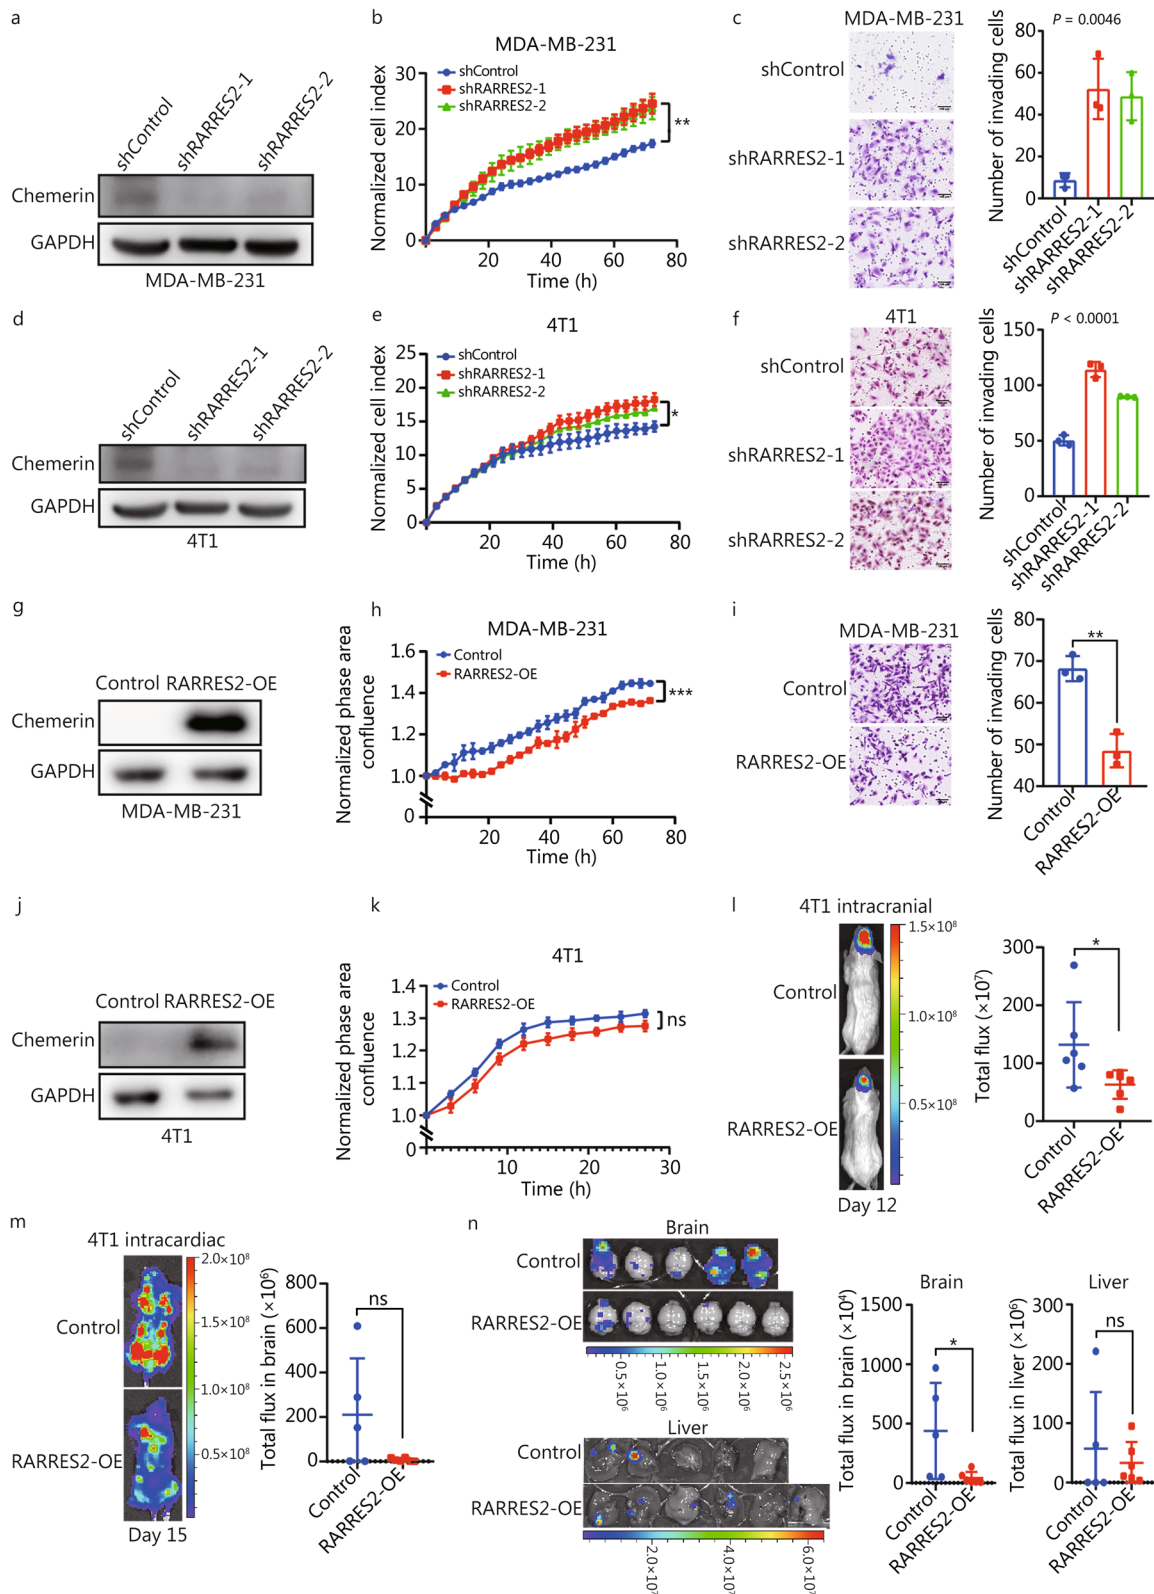 a
shControl
shRARRES2-1
shRARRES2-2
Chemerin
GAPDH
MDA-MB-231
b
MDA-MB-231
shControl
shRARRES2-1
shRARRES2-2
Normalized cell index
30
20
10
0
20
40
60
80
Time (h)
**
c
MDA-MB-231
shControl
shRARRES2-1
shRARRES2-2
P = 0.0046
Number of invading cells
80
60
40
20
0
shControl
shRARRES2-1
shRARRES2-2
d
shControl
shRARRES2-1
shRARRES2-2
Chemerin
GAPDH
4T1
e
4T1
shControl
shRARRES2-1
shRARRES2-2
Normalized cell index
25
20
15
10
5
0
20
40
60
80
Time (h)
*
f
4T1
shControl
shRARRES2-1
shRARRES2-2
P < 0.0001
Number of invading cells
150
100
50
0
shControl
shRARRES2-1
shRARRES2-2
g
Control RARRES2-OE
Chemerin
GAPDH
MDA-MB-231
h
MDA-MB-231
Control
RARRES2-OE
Normalized phase area
confluence
1.6
1.4
1.2
1.0
0
20
40
60
80
Time (h)
***
i
MDA-MB-231
Control
RARRES2-OE
Number of invading cells
80
70
60
50
40
**
Control
RARRES2-OE
j
Control RARRES2-OE
Chemerin
GAPDH
4T1
k
4T1
Control
RARRES2-OE
Normalized phase area
confluence
1.4
1.3
1.2
1.1
1.0
0
10
20
30
Time (h)
ns
l
4T1 intracranial
Control
RARRES2-OE
Day 12
1.5×10⁸
1.0×10⁸
0.5×10⁸
Total flux (×10⁷)
300
200
100
0
*
Control
RARRES2-OE
m
4T1 intracardiac
Control
RARRES2-OE
Day 15
2.0×10⁸
1.5×10⁸
1.0×10⁸
0.5×10⁸
Total flux in brain (×10⁶)
800
600
400
200
0
ns
Control
RARRES2-OE
n
Brain
Control
RARRES2-OE
0.5×10⁶
1.0×10⁶
1.5×10⁶
2.0×10⁶
2.5×10⁶
Liver
Control
RARRES2-OE
2.0×10⁷
4.0×10⁷
6.0×10⁷
Brain
Total flux in brain (×10⁴)
1500
1000
500
0
*
Control
RARRES2-OE
Liver
Total flux in liver (×10⁶)
300
200
100
0
ns
Control
RARRES2-OE